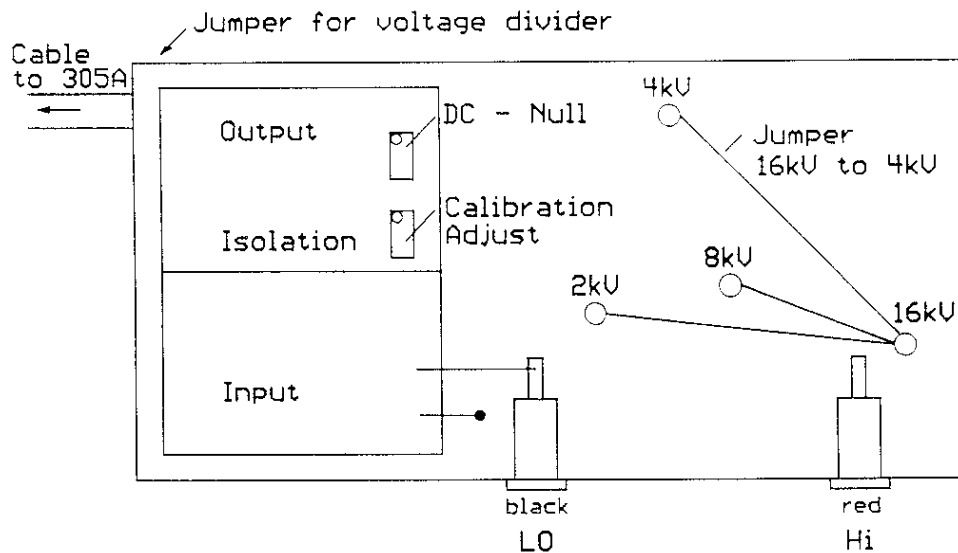 Jumper for voltage divider
Cable
to 305A
Output
DC - Null
Isolation
Calibration
Adjust
Input
4kV
Jumper
16kV to 4kV
2kV
8kV
16kV
black
LO
red
Hi